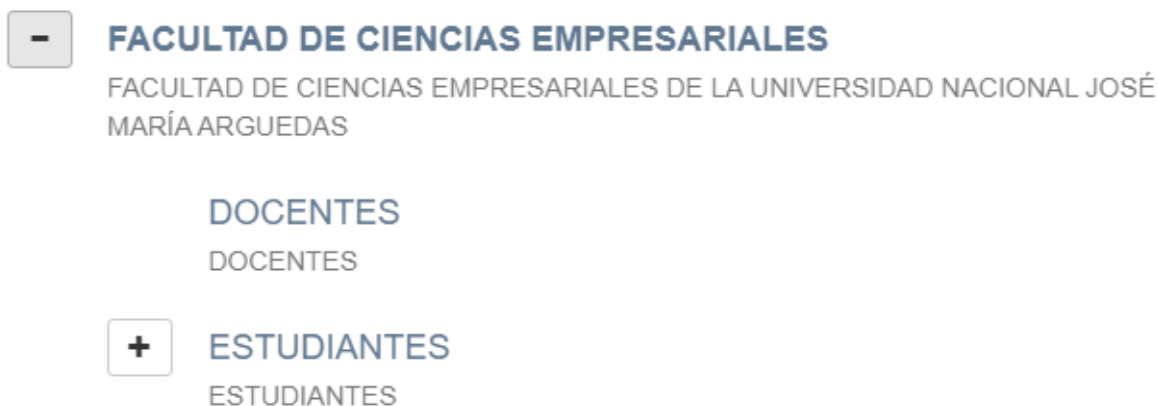 -
FACULTAD DE CIENCIAS EMPRESARIALES
FACULTAD DE CIENCIAS EMPRESARIALES DE LA UNIVERSIDAD NACIONAL JOSÉ
MARÍA ARGUEDAS
DOCENTES
DOCENTES
+
ESTUDIANTES
ESTUDIANTES